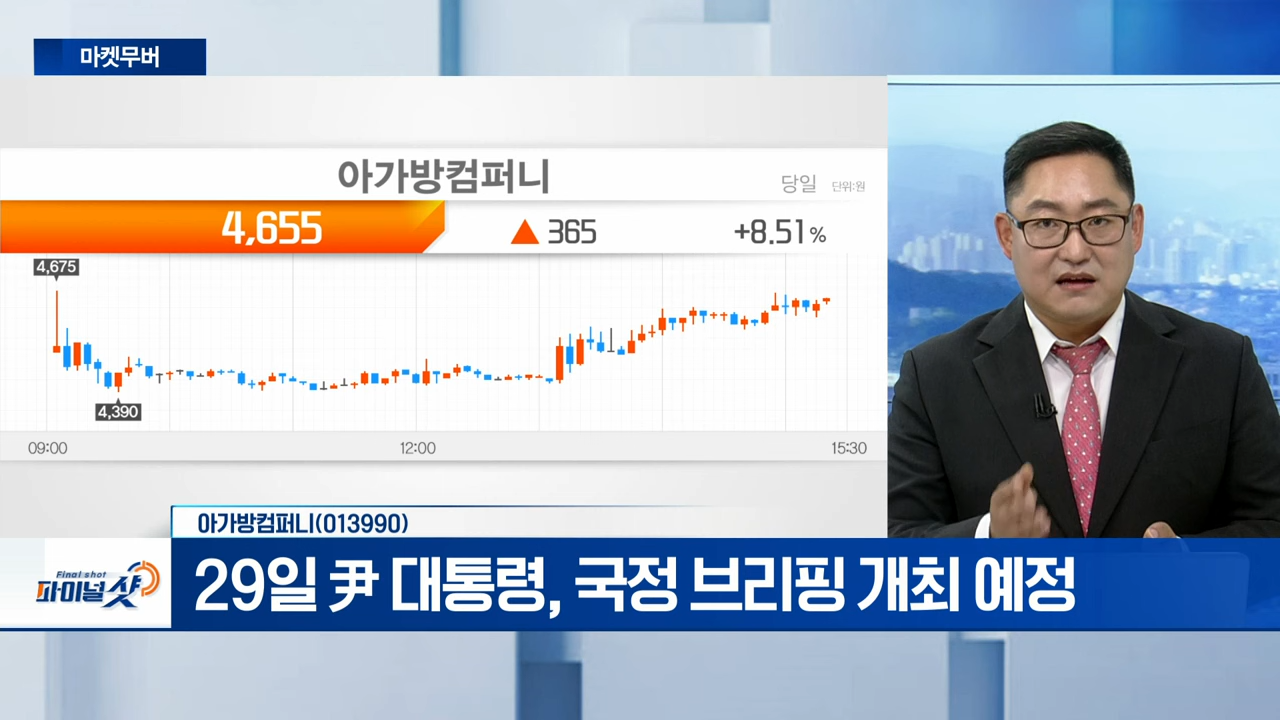 마켓무버
아가방컴퍼니
당일 단위:원
4,655 ▲ 365 +8.51%
4,675
4,390
09:00 12:00 15:30
아가방컴퍼니(013990)
Final shot
파이널샷
29일 尹 대통령, 국정 브리핑 개최 예정